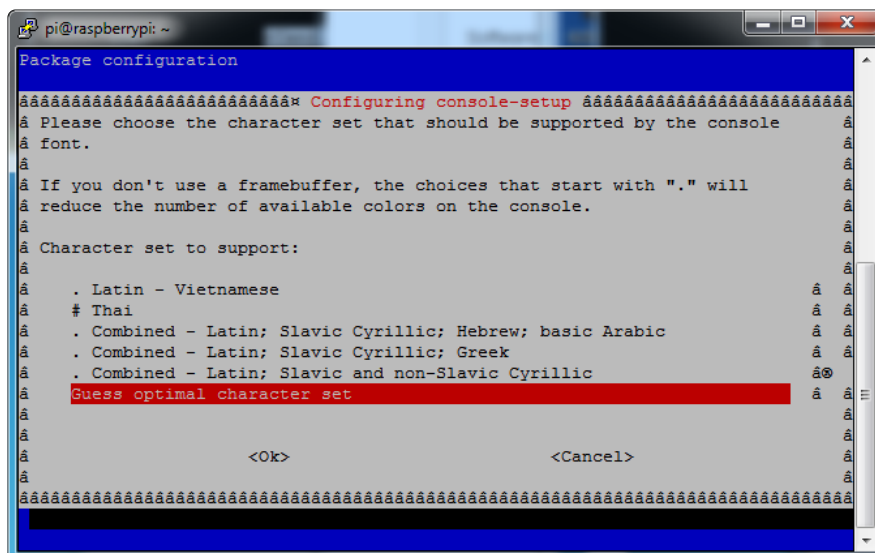 pi@raspberrypi: ~
Package configuration
ââââââââââââââââââââââââââ¤ Configuring console-setup ââââââââââââââââââââââââââ
â Please choose the character set that should be supported by the console â
â font. â
â â
â If you don't use a framebuffer, the choices that start with "." will â
â reduce the number of available colors on the console. â
â â
â Character set to support: â
â â
â . Latin - Vietnamese â â
â # Thai â â
â . Combined - Latin; Slavic Cyrillic; Hebrew; basic Arabic â â
â . Combined - Latin; Slavic Cyrillic; Greek â â
â . Combined - Latin; Slavic and non-Slavic Cyrillic â®
â Guess optimal character set â â
â â
â â
â <Ok> <Cancel> â
â â
ââââââââââââââââââââââââââââââââââââââââââââââââââââââââââââââââââââââââââââââââ